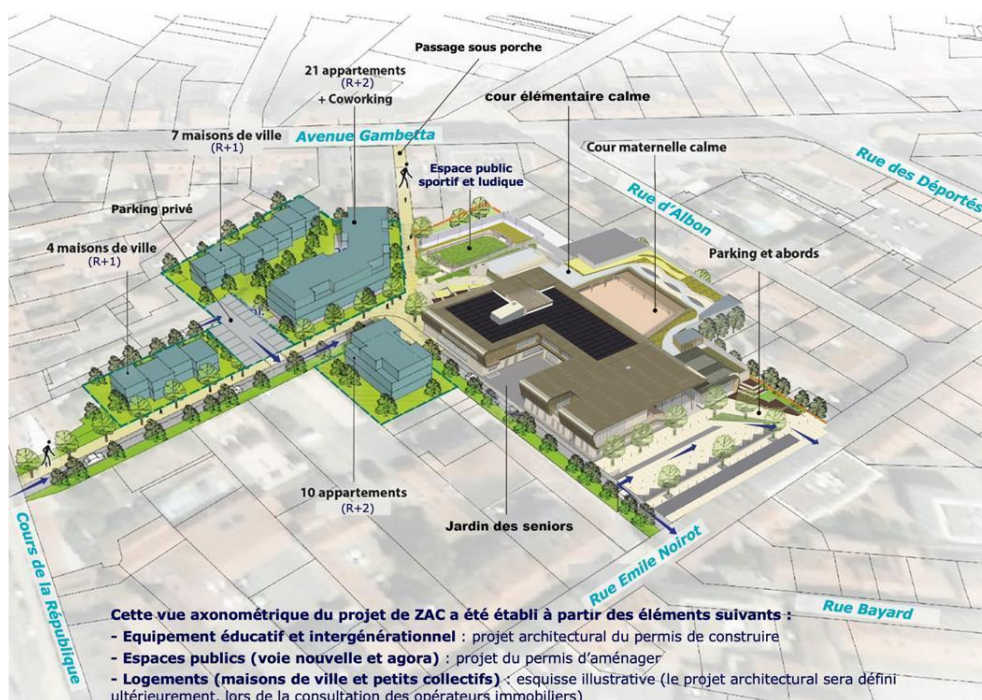 Passage sous porche
21 appartements
(R+2)
+ Coworking
cour élémentaire calme
7 maisons de ville
(R+1)
Avenue Gambetta
Cour maternelle calme
Rue des Déportés
Espace public
sportif et ludique
Rue d'Albon
Parking privé
4 maisons de ville
(R+1)
Parking et abords
10 appartements
(R+2)
Jardin des seniors
Cours de la République
Rue Emile Noirot
Rue Bayard
Cette vue axonométrique du projet de ZAC a été établi à partir des éléments suivants :
- Equipement éducatif et intergénérationnel : projet architectural du permis de construire
- Espaces publics (voie nouvelle et agora) : projet du permis d'aménager
- Logements (maisons de ville et petits collectifs) : esquisse illustrative (le projet architectural sera défini
ultérieurement, lors de la consultation des opérateurs immobiliers)